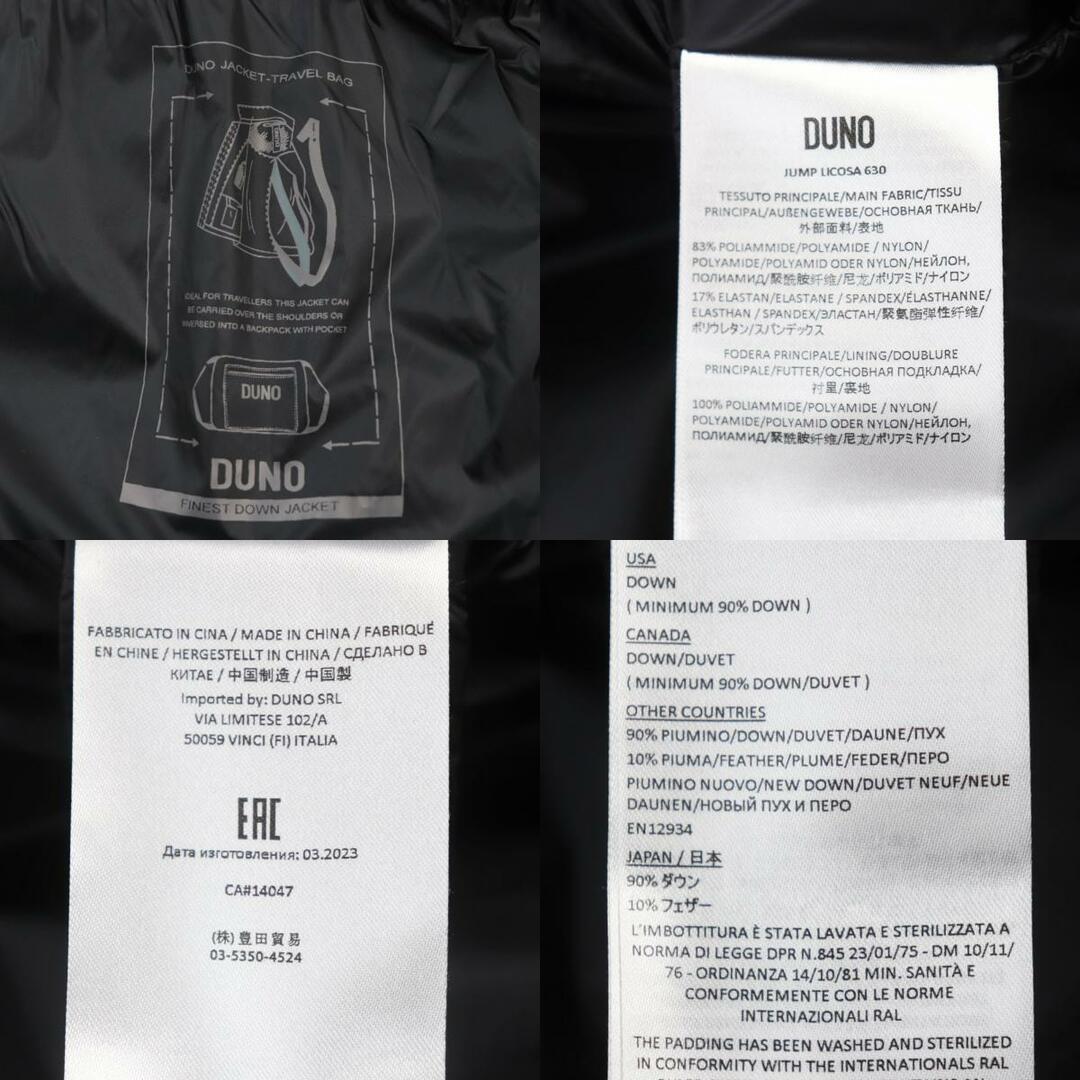 DUNO JACKET-TRAVEL BAG
DUNO
IDEAL FOR TRAVELLERS THIS JACKET CAN
BE CARRIED OVER THE SHOULDERS OR
INVERSED INTO A BACKPACK WITH POCKET
DUNO
DUNO
FINEST DOWN JACKET
DUNO
JUMP LICOSA 630
TESSUTO PRINCIPALE/MAIN FABRIC/TISSU
PRINCIPAL/AUßENGEWEBE/ОСНОВНАЯ ТКАНЬ/
外部面料/表地
83% POLIAMMIDE/POLYAMIDE / NYLON/
POLYAMIDE/POLYAMID ODER NYLON/НЕЙЛОН,
ПОЛИАМИД/聚酰胺纤维/尼龙/ポリアミド/ナイロン
17% ELASTAN/ELASTANE / SPANDEX/ÉLASTHANNE/
ELASTHAN / SPANDEX/ЭЛАСТАН/聚氨酯弹性纤维/
ポリウレタン/スパンデックス
FODERA PRINCIPALE/LINING/DOUBLURE
PRINCIPALE/FUTTER/ОСНОВНАЯ ПОДКЛАДКА/
衬里/裏地
100% POLIAMMIDE/POLYAMIDE / NYLON/
POLYAMIDE/POLYAMID ODER NYLON/НЕЙЛОН,
ПОЛИАМИД/聚酰胺纤维/尼龙/ポリアミド/ナイロン
FABBRICATO IN CINA / MADE IN CHINA / FABRIQUÉ
EN CHINE / HERGESTELLT IN CHINA / СДЕЛАНО В
КИТАЕ / 中国制造 / 中国製
Imported by: DUNO SRL
VIA LIMITESE 102/A
50059 VINCI (FI) ITALIA
EAC
Дата изготовления: 03.2023
CA#14047
(株) 豊田貿易
03-5350-4524
USA
DOWN
( MINIMUM 90% DOWN )
CANADA
DOWN/DUVET
( MINIMUM 90% DOWN/DUVET )
OTHER COUNTRIES
90% PIUMINO/DOWN/DUVET/DAUNE/ПУХ
10% PIUMA/FEATHER/PLUME/FEDER/ПЕРО
PIUMINO NUOVO/NEW DOWN/DUVET NEUF/NEUE
DAUNEN/НОВЫЙ ПУХ И ПЕРО
EN12934
JAPAN / 日本
90% ダウン
10% フェザー
L'IMBOTTITURA È STATA LAVATA E STERILIZZATA A
NORMA DI LEGGE DPR N.845 23/01/75 - DM 10/11/
76 - ORDINANZA 14/10/81 MIN. SANITÀ E
CONFORMEMENTE CON LE NORME
INTERNAZIONALI RAL
THE PADDING HAS BEEN WASHED AND STERILIZED
IN CONFORMITY WITH THE INTERNATIONALS RAL